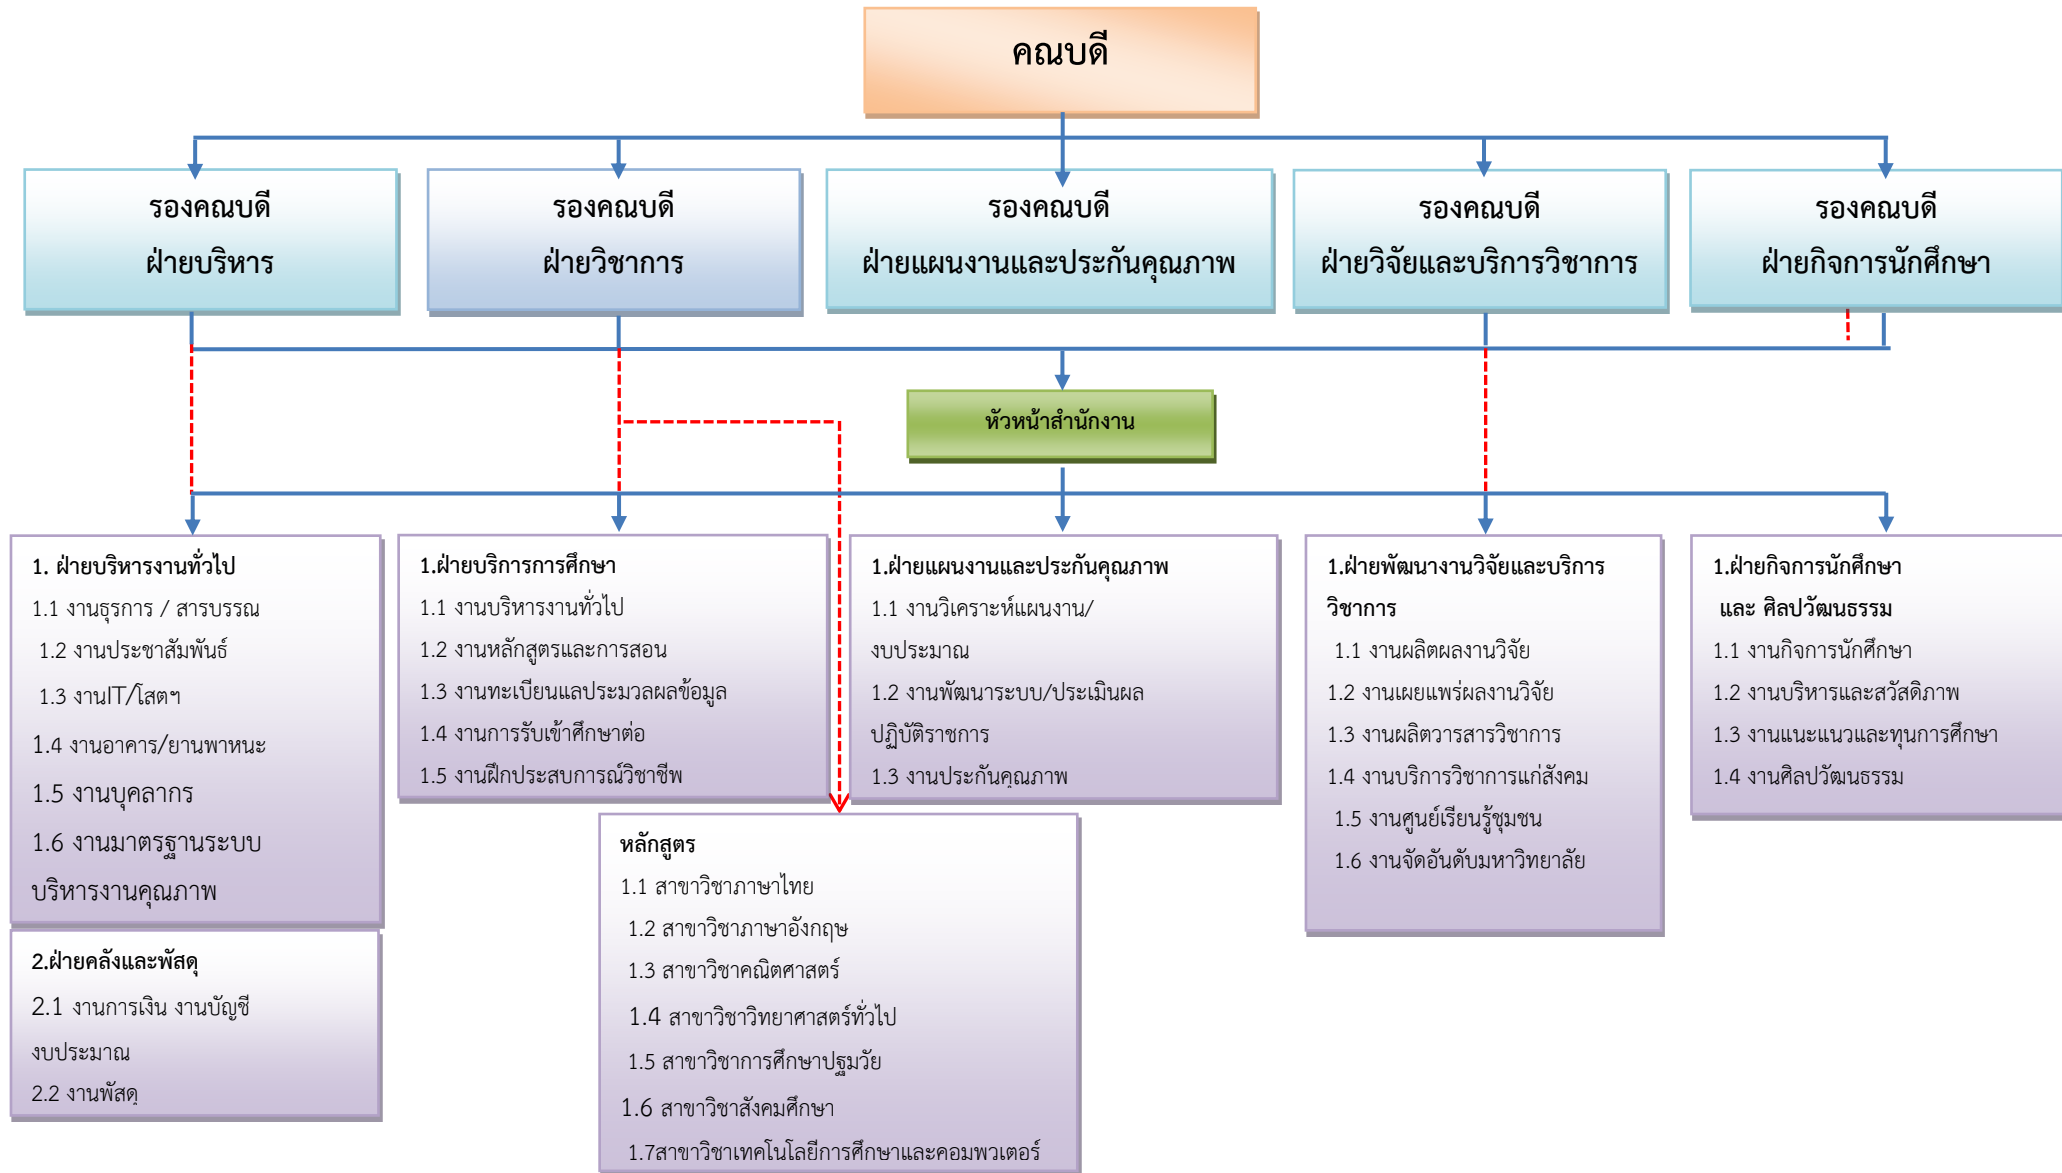 คณบดี
รองคณบดี
ฝ่ายบริหาร
รองคณบดี
ฝ่ายวิชาการ
รองคณบดี
ฝ่ายแผนงานและประกันคุณภาพ
รองคณบดี
ฝ่ายวิจัยและบริการวิชาการ
รองคณบดี
ฝ่ายกิจการนักศึกษา
หัวหน้าสำนักงาน
1. ฝ่ายบริหารงานทั่วไป
1.1 งานธุรการ / สารบรรณ
1.2 งานประชาสัมพันธ์
1.3 งานIT/โสตฯ
1.4 งานอาคาร/ยานพาหนะ
1.5 งานบุคลากร
1.6 งานมาตรฐานระบบ
บริหารงานคุณภาพ
2.ฝ่ายคลังและพัสดุ
2.1 งานการเงิน งานบัญชี
งบประมาณ
2.2 งานพัสดุ
1.ฝ่ายบริการการศึกษา
1.1 งานบริหารงานทั่วไป
1.2 งานหลักสูตรและการสอน
1.3 งานทะเบียนแลประมวลผลข้อมูล
1.4 งานการรับเข้าศึกษาต่อ
1.5 งานฝึกประสบการณ์วิชาชีพ
หลักสูตร
1.1 สาขาวิชาภาษาไทย
1.2 สาขาวิชาภาษาอังกฤษ
1.3 สาขาวิชาคณิตศาสตร์
1.4 สาขาวิชาวิทยาศาสตร์ทั่วไป
1.5 สาขาวิชาการศึกษาปฐมวัย
1.6 สาขาวิชาสังคมศึกษา
1.7สาขาวิชาเทคโนโลยีการศึกษาและคอมพวเตอร์
1.ฝ่ายแผนงานและประกันคุณภาพ
1.1 งานวิเคราะห์แผนงาน/
งบประมาณ
1.2 งานพัฒนาระบบ/ประเมินผล
ปฏิบัติราชการ
1.3 งานประกันคุณภาพ
1.ฝ่ายพัฒนางานวิจัยและบริการ
วิชาการ
1.1 งานผลิตผลงานวิจัย
1.2 งานเผยแพร่ผลงานวิจัย
1.3 งานผลิตวารสารวิชาการ
1.4 งานบริการวิชาการแก่สังคม
1.5 งานศูนย์เรียนรู้ชุมชน
1.6 งานจัดอันดับมหาวิทยาลัย
1.ฝ่ายกิจการนักศึกษา
และ ศิลปวัฒนธรรม
1.1 งานกิจการนักศึกษา
1.2 งานบริหารและสวัสดิภาพ
1.3 งานแนะแนวและทุนการศึกษา
1.4 งานศิลปวัฒนธรรม